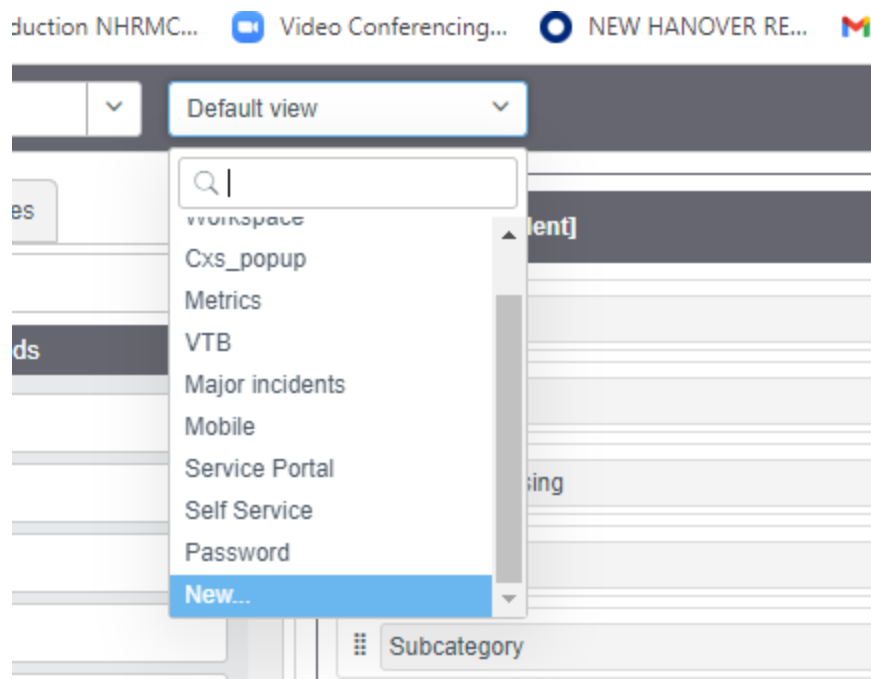 duction NHRMC... Video Conferencing... NEW HANOVER RE...
Default view
es
lent]
Workspace
Cxs_popup
Metrics
ds
VTB
Major incidents
Mobile
Service Portal
sing
Self Service
Password
New...
Subcategory